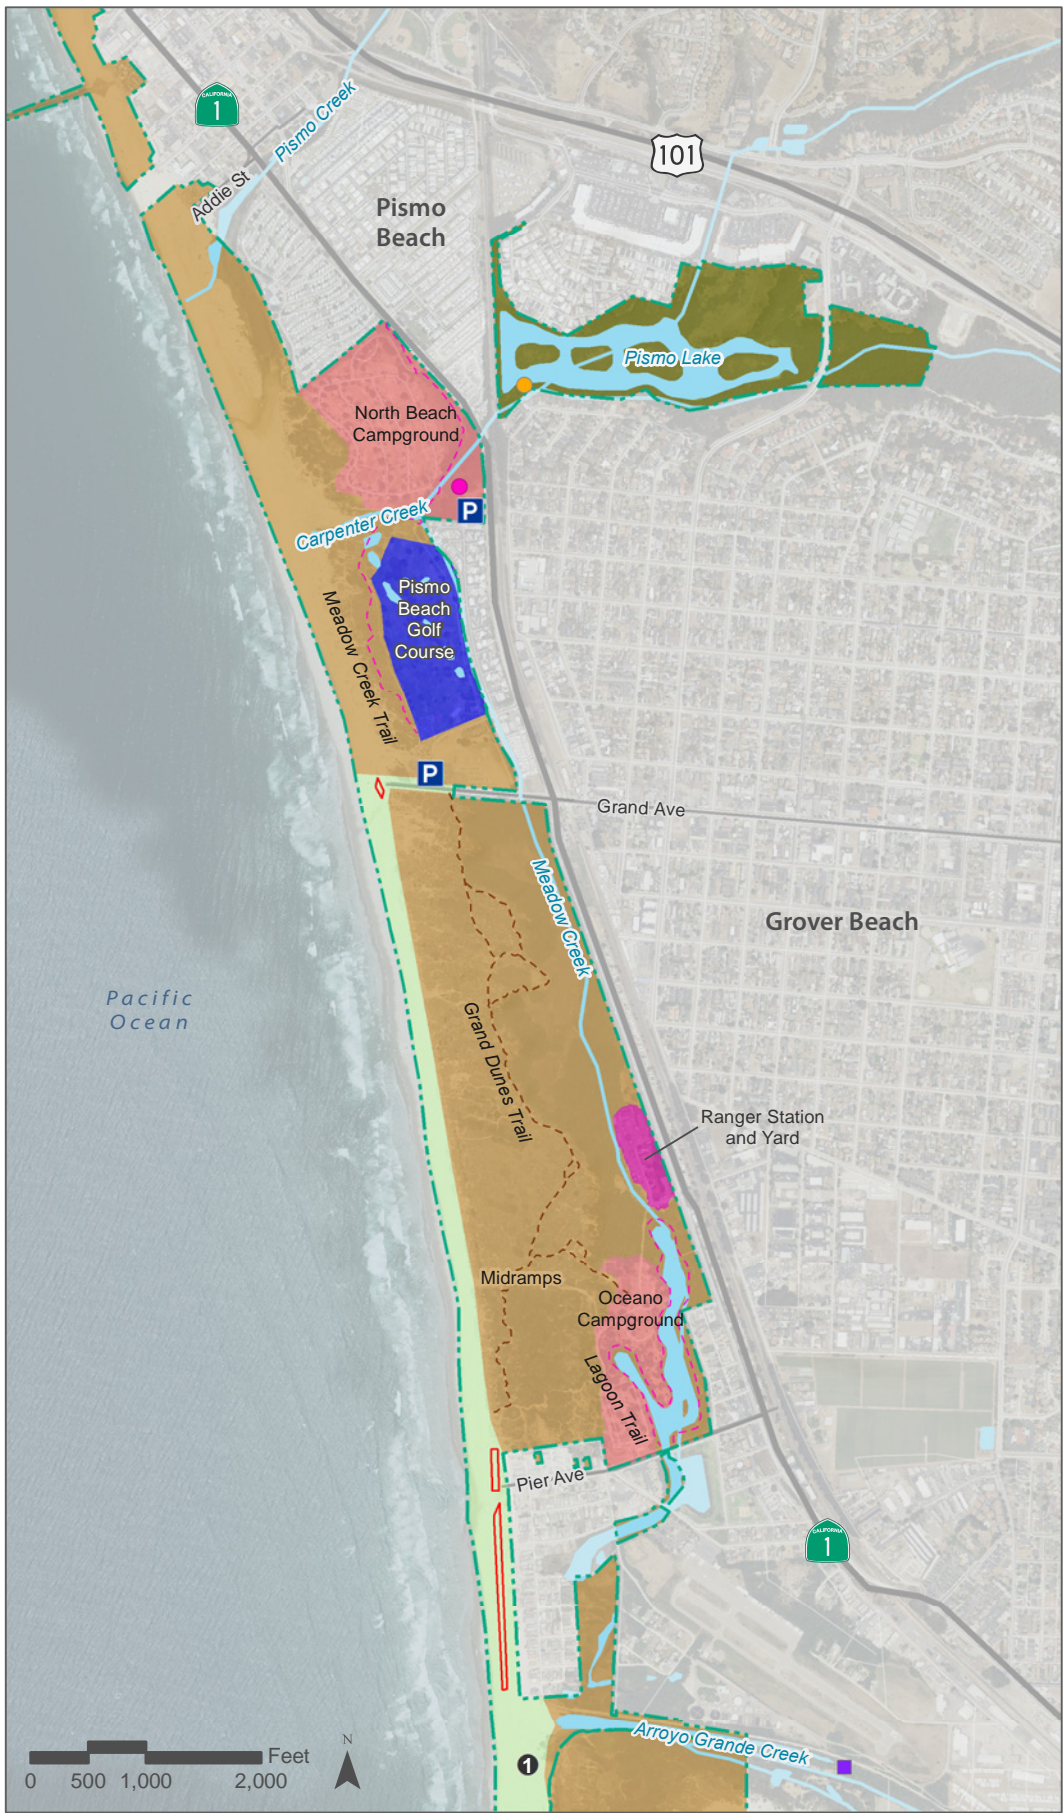 CALIFORNIA
1
Pismo Creek
101
Addie St
Pismo
Beach
Pismo Lake
North Beach
Campground
P
Carpenter Creek
Pismo
Beach
Golf
Course
Meadow Creek Trail
P
Grand Ave
Meadow Creek
Grover Beach
Pacific
Ocean
Grand Dunes Trail
Ranger Station
and Yard
Midramps
Oceano
Campground
Lagoon Trail
Pier Ave
CALIFORNIA
1
Arroyo Grande Creek
1
N
Feet
0 500 1,000 2,000